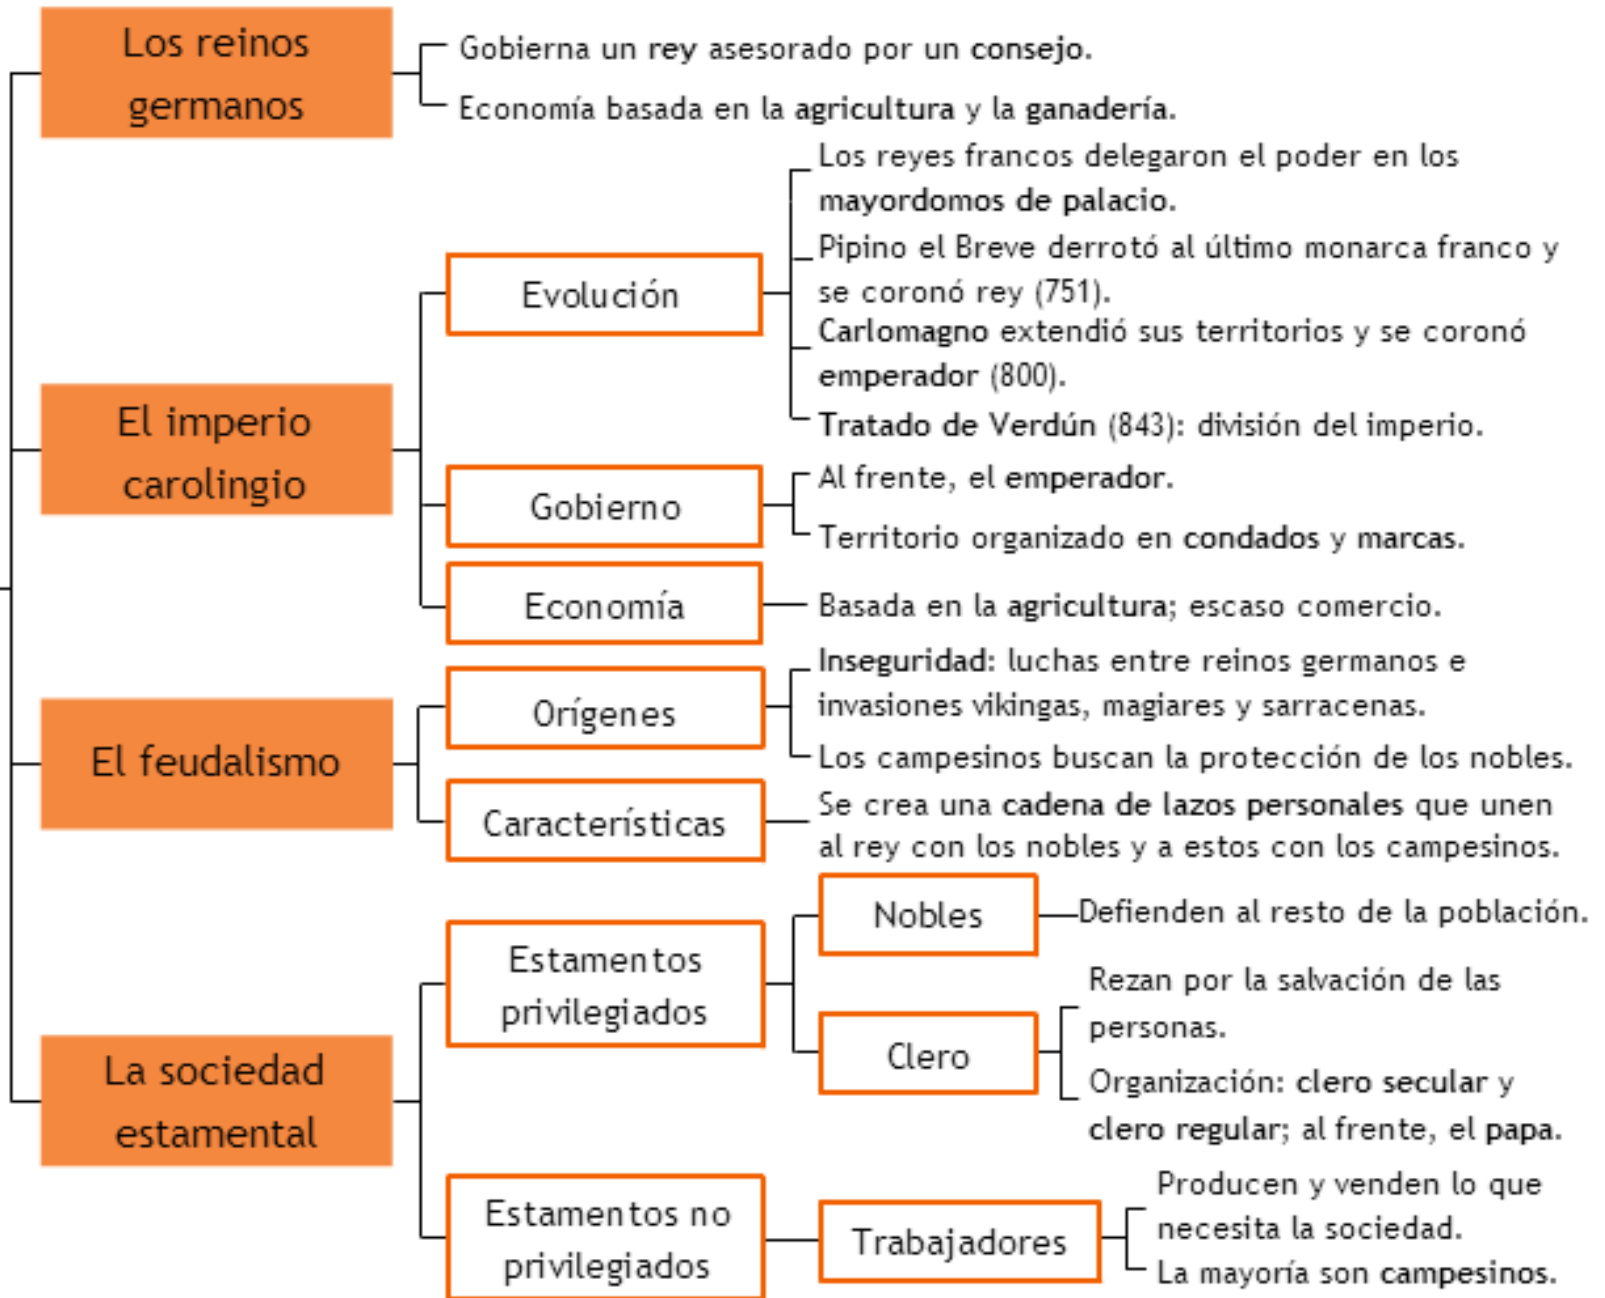 Los reinos
germanos
Gobierna un rey asesorado por un consejo.
Economía basada en la agricultura y la ganadería.
El imperio
carolingio
Evolución
Los reyes francos delegaron el poder en los
mayordomos de palacio.
Pipino el Breve derrotó al último monarca franco y
se coronó rey (751).
Carlomagno extendió sus territorios y se coronó
emperador (800).
Tratado de Verdún (843): división del imperio.
Gobierno
Al frente, el emperador.
Territorio organizado en condados y marcas.
Economía
Basada en la agricultura; escaso comercio.
El feudalismo
Orígenes
Inseguridad: luchas entre reinos germanos e
invasiones vikingas, magiares y sarracenas.
Los campesinos buscan la protección de los nobles.
Características
Se crea una cadena de lazos personales que unen
al rey con los nobles y a estos con los campesinos.
La sociedad
estamental
Estamentos
privilegiados
Nobles
Defienden al resto de la población.
Clero
Rezan por la salvación de las
personas.
Organización: clero secular y
clero regular; al frente, el papa.
Estamentos no
privilegiados
Trabajadores
Producen y venden lo que
necesita la sociedad.
La mayoría son campesinos.